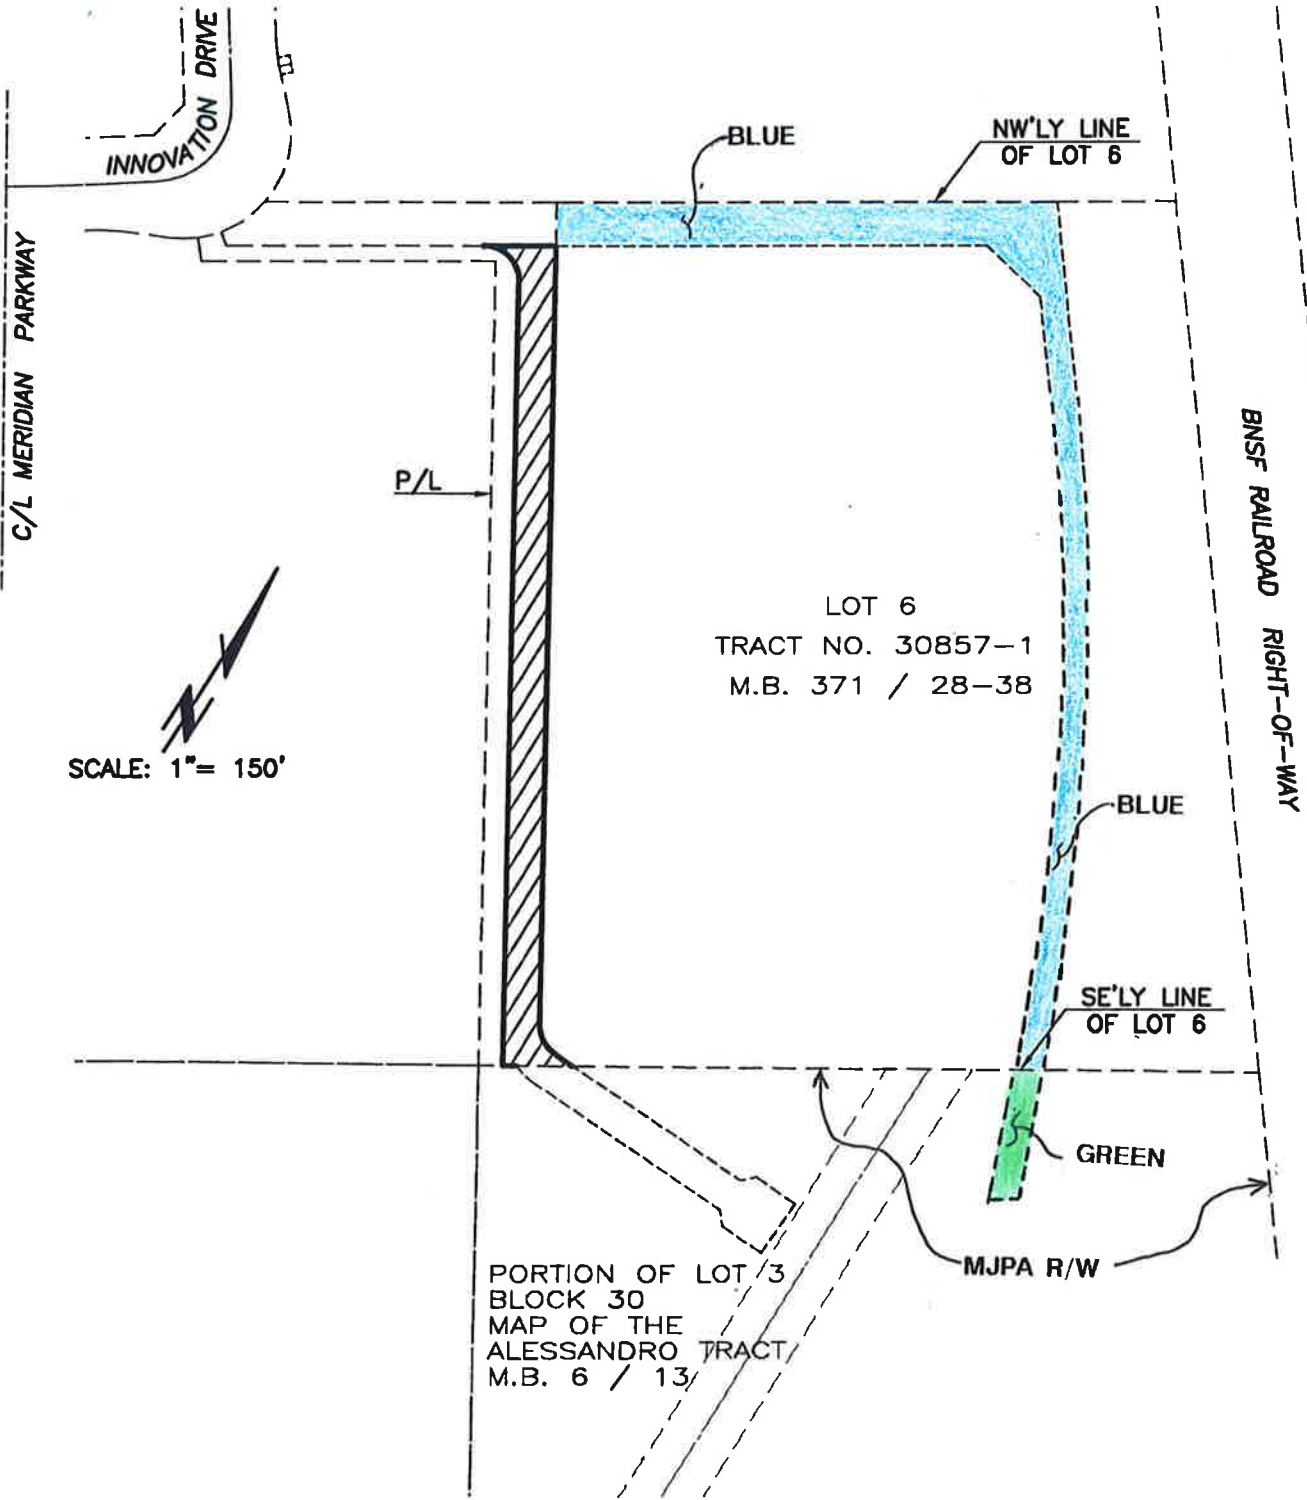 INNOVATION DRIVE
BLUE
NW'LY LINE
OF LOT 6
C/L MERIDIAN PARKWAY
P/L
BNSF RAILROAD RIGHT-OF-WAY
LOT 6
TRACT NO. 30857-1
M.B. 371 / 28-38
N
SCALE: 1"= 150'
BLUE
SE'LY LINE
OF LOT 6
GREEN
MJPA R/W
PORTION OF LOT 3
BLOCK 30
MAP OF THE
ALESSANDRO TRACT
M.B. 6 / 13